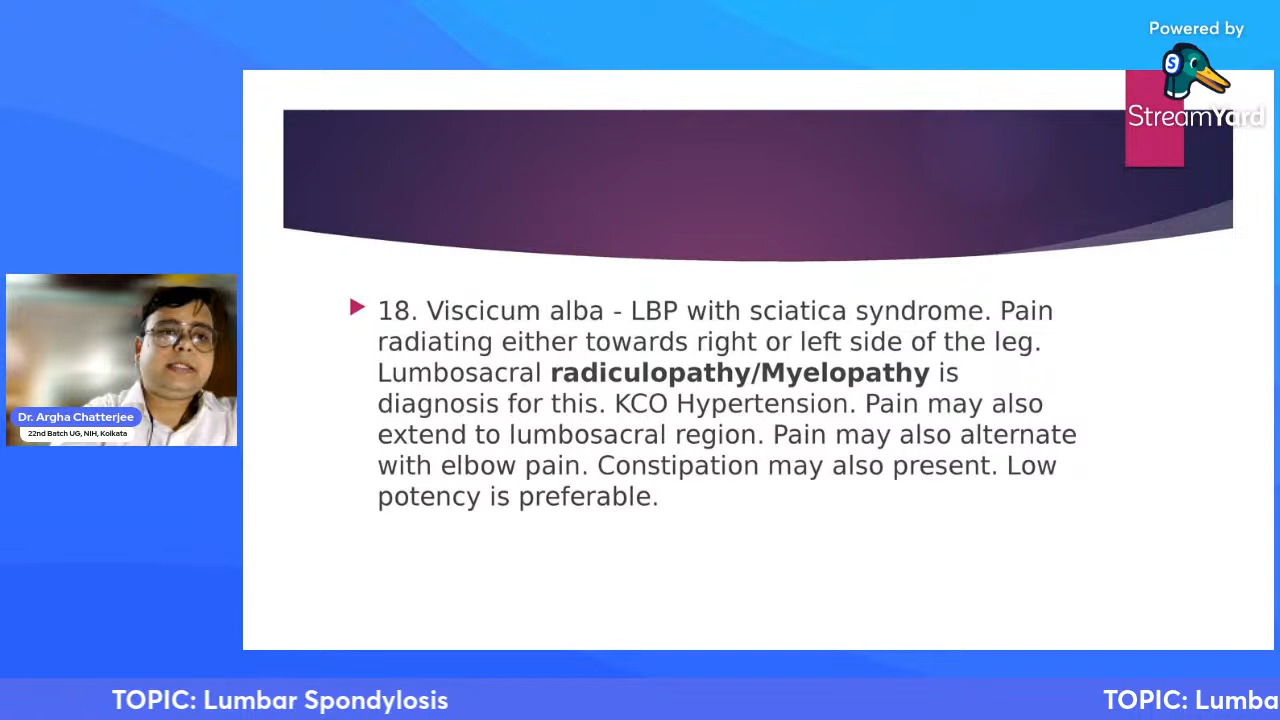 Powered by
StreamYard
18. Viscicum alba - LBP with sciatica syndrome. Pain
radiating either towards right or left side of the leg.
Lumbosacral radiculopathy/Myelopathy is
diagnosis for this. KCO Hypertension. Pain may also
extend to lumbosacral region. Pain may also alternate
with elbow pain. Constipation may also present. Low
potency is preferable.
Dr. Argha Chatterjee
22nd Batch UG, NIH, Kolkata
TOPIC: Lumbar Spondylosis
TOPIC: Lumba